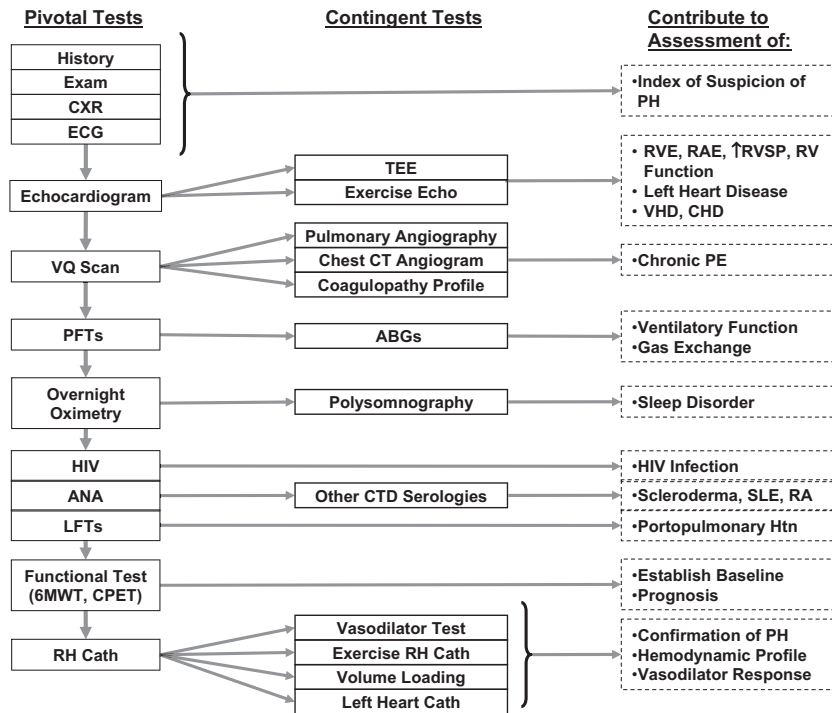 Pivotal Tests
Contingent Tests
Contribute to
Assessment of:
History
Exam
CXR
ECG
•Index of Suspicion of
PH
Echocardiogram
TEE
Exercise Echo
• RVE, RAE, ↑RVSP, RV
Function
• Left Heart Disease
• VHD, CHD
VQ Scan
Pulmonary Angiography
Chest CT Angiogram
Coagulopathy Profile
•Chronic PE
PFTs
ABGs
•Ventilatory Function
•Gas Exchange
Overnight
Oximetry
Polysomnography
•Sleep Disorder
HIV
•HIV Infection
ANA
Other CTD Serologies
•Scleroderma, SLE, RA
LFTs
•Portopulmonary Htn
Functional Test
(6MWT, CPET)
•Establish Baseline
•Prognosis
RH Cath
Vasodilator Test
Exercise RH Cath
Volume Loading
Left Heart Cath
•Confirmation of PH
•Hemodynamic Profile
•Vasodilator Response